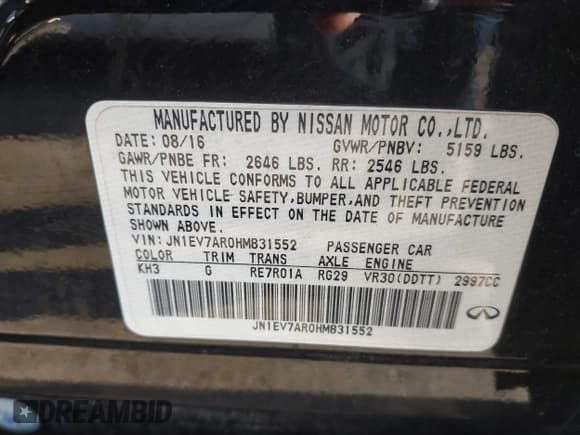 MANUFACTURED BY NISSAN MOTOR CO.,LTD.
DATE: 08/16 GVWR/PNBV: 5159 LBS.
GAWR/PNBE FR: 2646 LBS. RR: 2546 LBS.
THIS VEHICLE CONFORMS TO ALL APPLICABLE FEDERAL
MOTOR VEHICLE SAFETY, BUMPER, AND THEFT PREVENTION
STANDARDS IN EFFECT ON THE DATE OF MANUFACTURE
SHOWN ABOVE.
VIN: JN1EV7AR0HM831552 PASSENGER CAR
COLOR TRIM TRANS AXLE ENGINE
KH3 G RE7R01A RG29 VR30(DDTT) 2997CC
JN1EV7AR0HM831552
DREAMBID